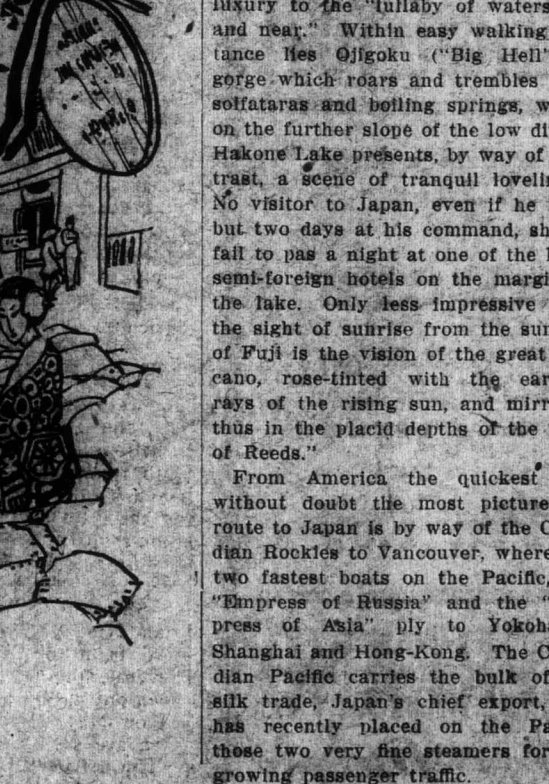 luxury to the "lullaby of waters
and near." Within easy walking
tance lies Ojigoku ("Big Hell"
gorge which roars and trembles
solfataras and boiling springs, w
on the further slope of the low di
Hakone Lake presents, by way of
trast, a scene of tranquil lovelin
No visitor to Japan, even if he
but two days at his command, sh
fail to pas a night at one of the
semi-foreign hotels on the margi
the lake. Only less impressive
the sight of sunrise from the sum
of Fuji is the vision of the great
cano, rose-tinted with the ear
rays of the rising sun, and mirr
thus in the placid depths of the
of Reeds."
From America the quickest
without doubt the most picture
route to Japan is by way of the C
dian Rockies to Vancouver, where
two fastest boats on the Pacific,
"Empress of Russia" and the "
press of Asia" ply to Yokoha
Shanghai and Hong-Kong. The C
dian Pacific carries the bulk of
silk trade, Japan's chief export,
has recently placed on the Pa
those two very fine steamers for
growing passenger traffic.